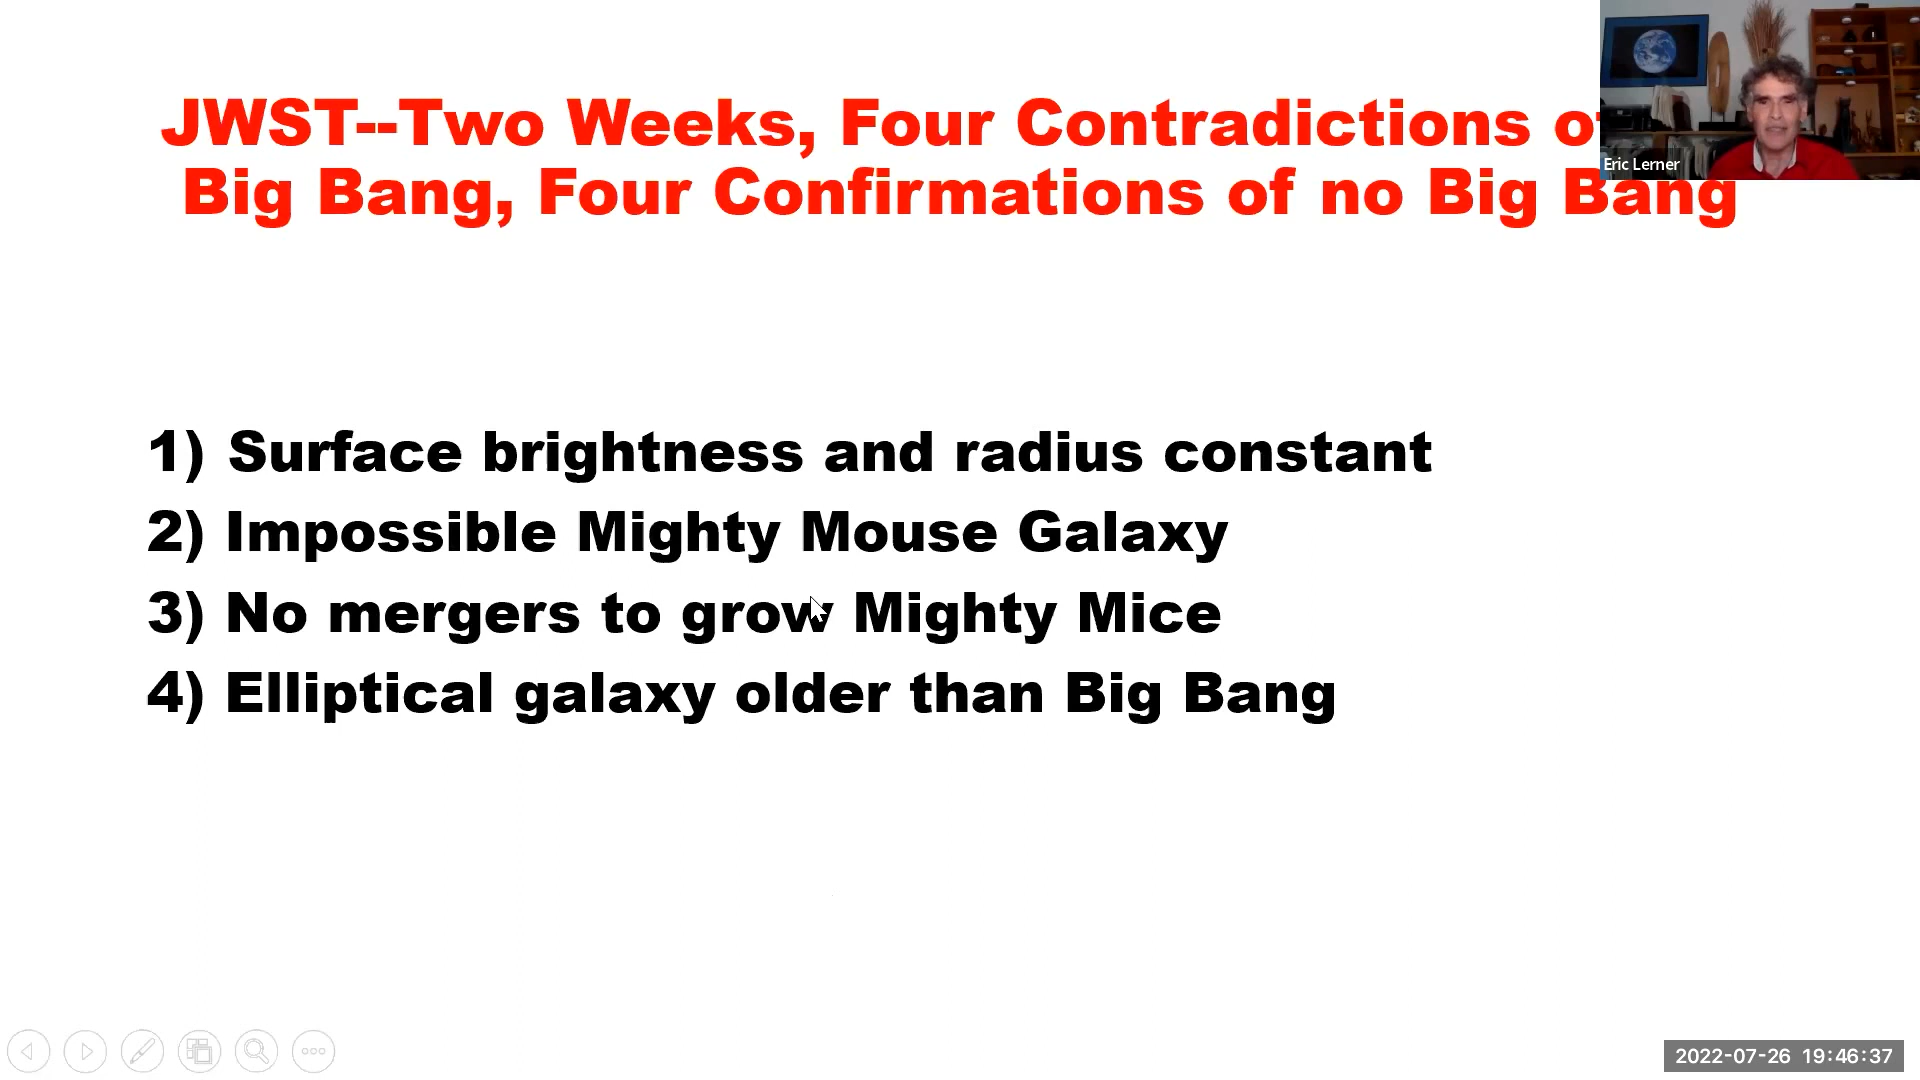 JWST--Two Weeks, Four Contradictions of
Big Bang, Four Confirmations of no Big Bang
Eric Lerner
1) Surface brightness and radius constant
2) Impossible Mighty Mouse Galaxy
3) No mergers to grow Mighty Mice
4) Elliptical galaxy older than Big Bang
2022-07-26 19:46:37